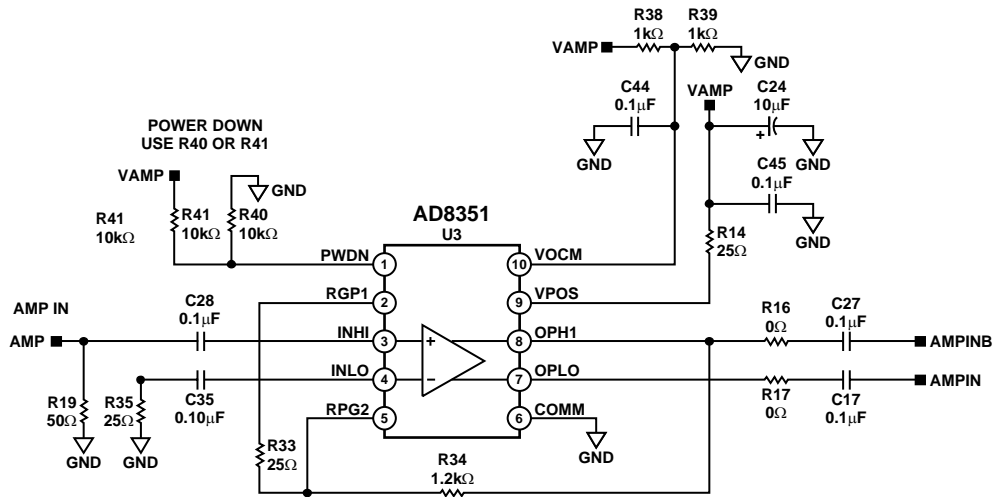 R38
1kΩ
R39
1kΩ
VAMP
GND
C44
0.1μF
GND
VAMP
C24
10μF
+
GND
C45
0.1μF
GND
R14
25Ω
POWER DOWN
USE R40 OR R41
VAMP
GND
R41
10kΩ
R41
10kΩ
R40
10kΩ
AD8351
U3
PWDN
1
10
VOCM
RGP1
2
9
VPOS
AMP IN
AMP
C28
0.1μF
INHI
3
+
8
OPH1
R16
0Ω
C27
0.1μF
AMPINB
INLO
4
–
7
OPLO
AMPIN
R19
50Ω
GND
R35
25Ω
GND
C35
0.10μF
R17
0Ω
C17
0.1μF
RPG2
5
6
COMM
GND
R33
25Ω
R34
1.2kΩ